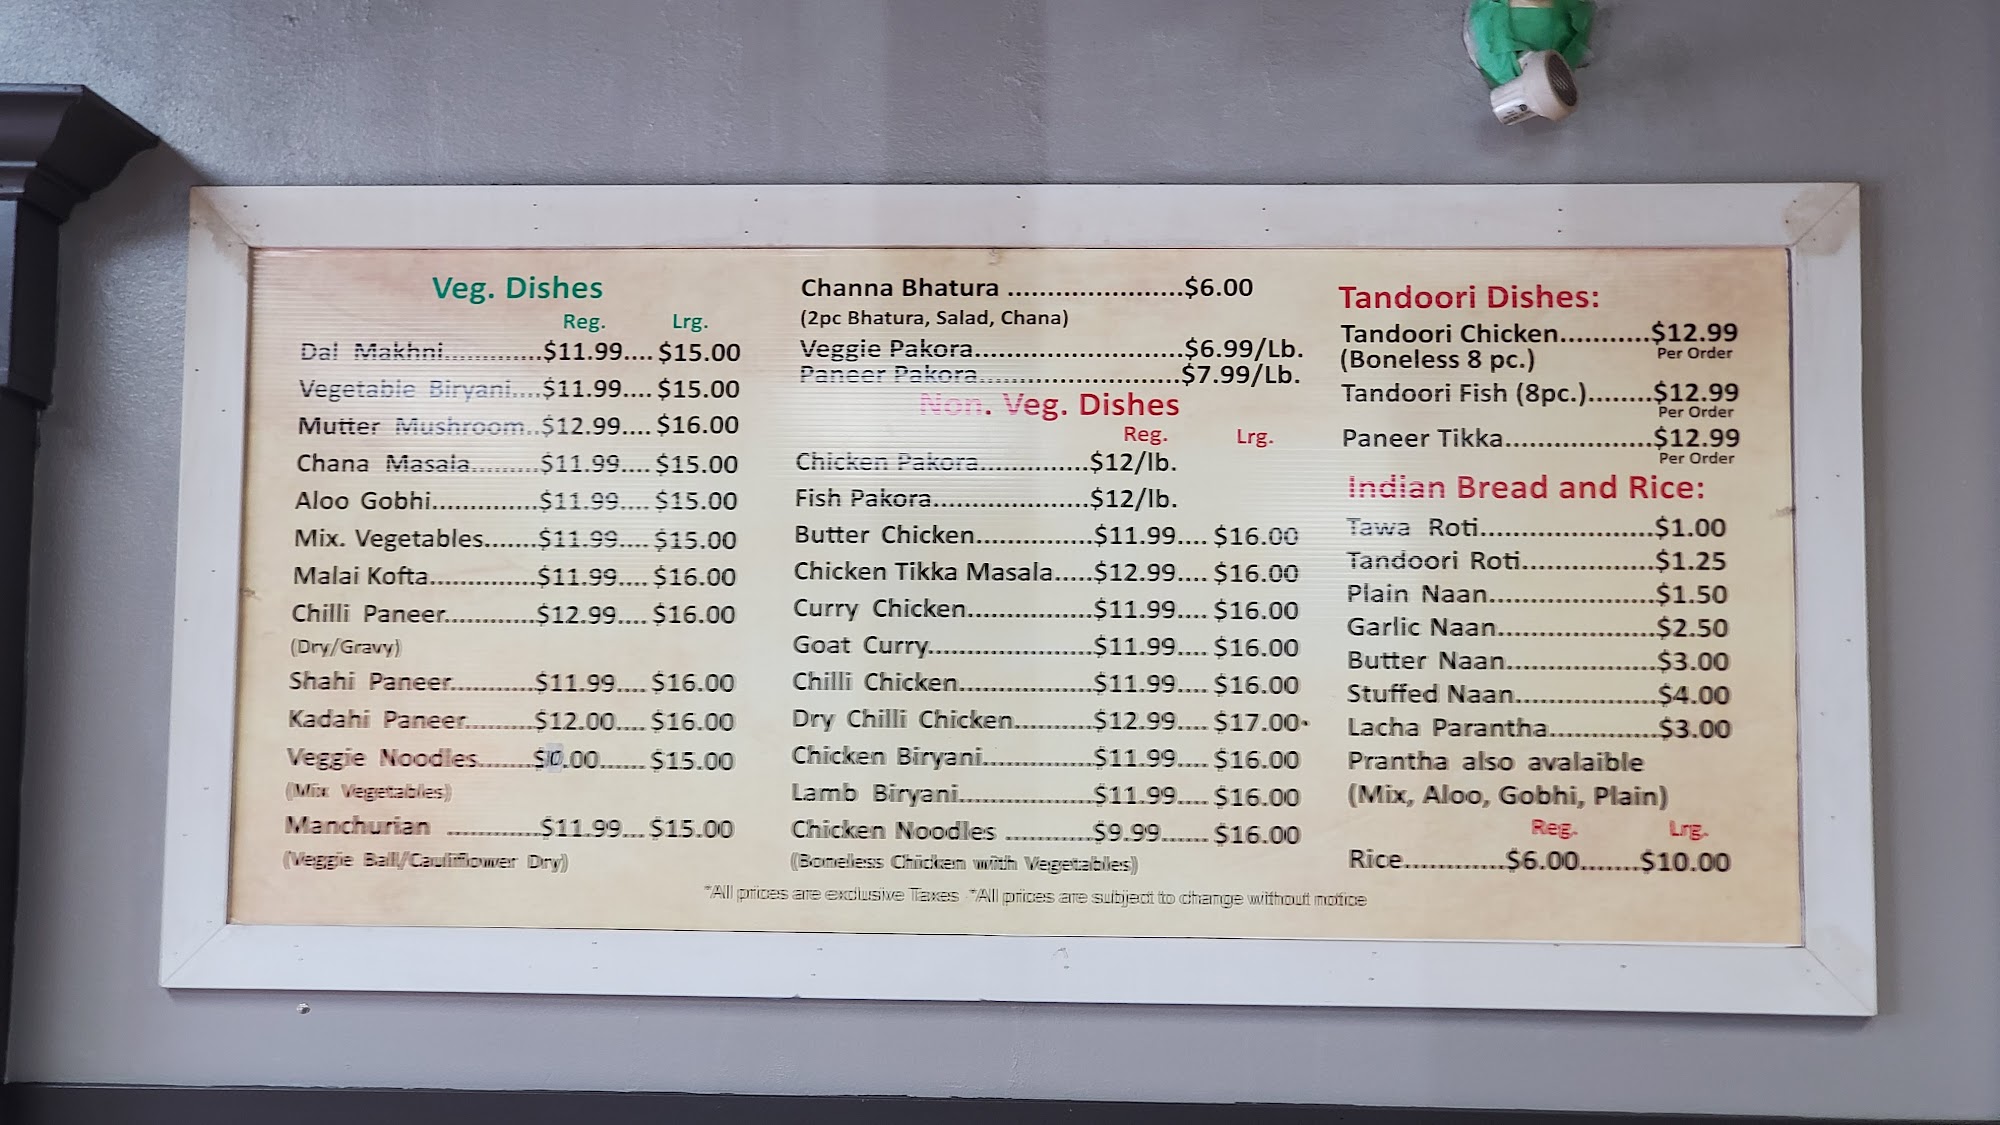 Veg. Dishes
Reg. Lrg.
Dal Makhni.............$11.99.... $15.00
Vegetable Biryani....$11.99.... $15.00
Mutter Mushroom..$12.99.... $16.00
Chana Masala.........$11.99.... $15.00
Aloo Gobhi..............$11.99.... $15.00
Mix. Vegetables.......$11.99.... $15.00
Malai Kofta..............$11.99.... $16.00
Chilli Paneer............$12.99.... $16.00
(Dry/Gravy)
Shahi Paneer...........$11.99.... $16.00
Kadahi Paneer.........$12.00.... $16.00
Veggie Noodles.......$10.00...... $15.00
(Mix Vegetables)
Manchurian ............$11.99... $15.00
(Veggie Ball/Cauliflower Dry)
Channa Bhatura ......................$6.00
(2pc Bhatura, Salad, Chana)
Veggie Pakora..........................$6.99/Lb.
Paneer Pakora.........................$7.99/Lb.
Non. Veg. Dishes
Reg. Lrg.
Chicken Pakora..............$12/lb.
Fish Pakora....................$12/lb.
Butter Chicken...............$11.99.... $16.00
Chicken Tikka Masala.....$12.99.... $16.00
Curry Chicken................$11.99.... $16.00
Goat Curry.....................$11.99.... $16.00
Chilli Chicken.................$11.99.... $16.00
Dry Chilli Chicken..........$12.99.... $17.00
Chicken Biryani..............$11.99.... $16.00
Lamb Biryani.................$11.99.... $16.00
Chicken Noodles ...........$9.99...... $16.00
(Boneless Chicken with Vegetables)
Tandoori Dishes:
Tandoori Chicken...........$12.99
(Boneless 8 pc.) Per Order
Tandoori Fish (8pc.)........$12.99
Per Order
Paneer Tikka..................$12.99
Per Order
Indian Bread and Rice:
Tawa Roti......................$1.00
Tandoori Roti.................$1.25
Plain Naan.....................$1.50
Garlic Naan....................$2.50
Butter Naan...................$3.00
Stuffed Naan..................$4.00
Lacha Parantha..............$3.00
Prantha also avalaible
(Mix, Aloo, Gobhi, Plain)
Reg. Lrg.
Rice.............$6.00.......$10.00
*All prices are exclusive Taxes *All prices are subject to change without notice